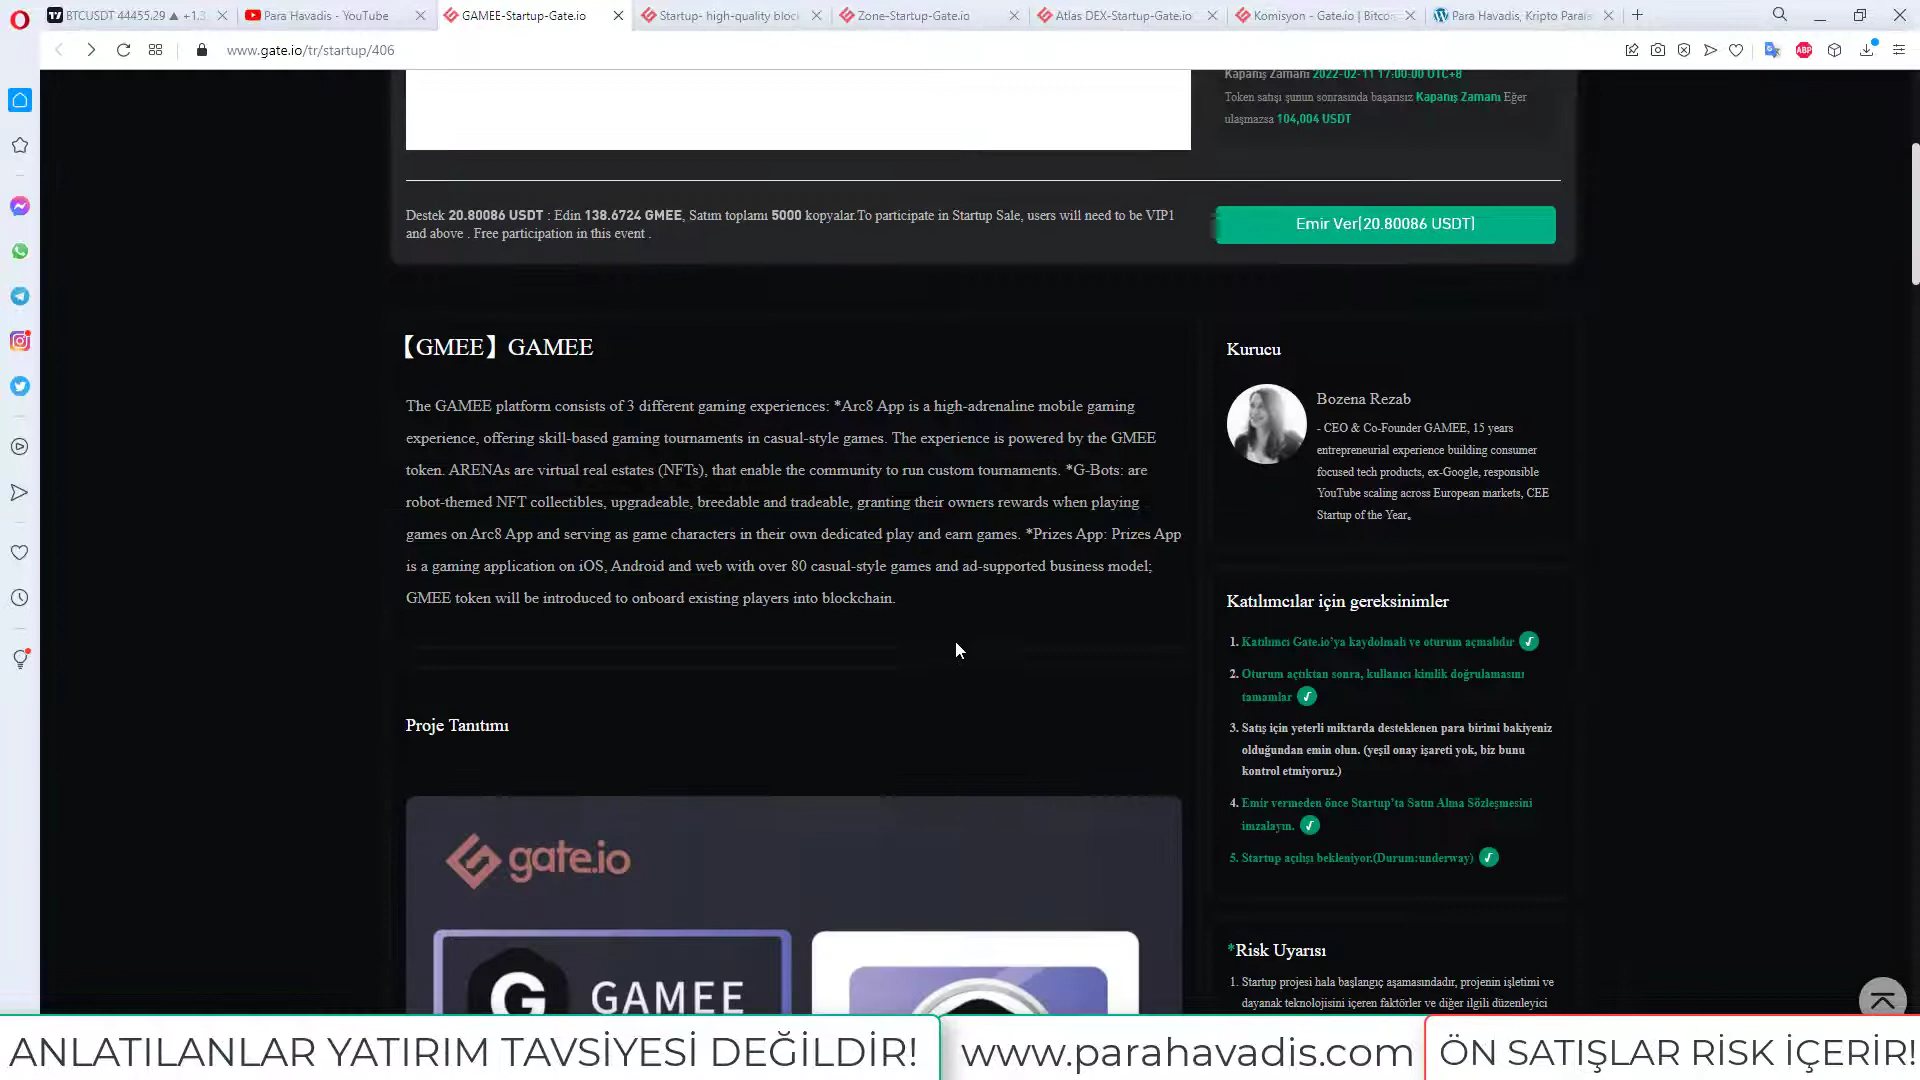 BTCUSDT 44455.29 ▲ +1.3
Para Havadis - YouTube
GAMEE-Startup-Gate.io
Startup- high-quality bloc
Zone-Startup-Gate.io
Atlas DEX-Startup-Gate.io
Komisyon - Gate.io | Bitco
Para Havadis, Kripto Para
www.gate.io/tr/startup/406
ABP
Kapanış Zamanı 2022-02-11 17:00:00 UTC+8
Token satışı şunun sonrasında başarısız Kapanış Zamanı Eğer
ulaşmazsa 104,004 USDT
Destek 20.80086 USDT : Edin 138.6724 GMEE, Satım toplamı 5000 kopyalar.To participate in Startup Sale, users will need to be VIP1
and above . Free participation in this event .
Emir Ver[20.80086 USDT]
【GMEE】GAMEE
The GAMEE platform consists of 3 different gaming experiences: *Arc8 App is a high-adrenaline mobile gaming
experience, offering skill-based gaming tournaments in casual-style games. The experience is powered by the GMEE
token. ARENAs are virtual real estates (NFTs), that enable the community to run custom tournaments. *G-Bots: are
robot-themed NFT collectibles, upgradeable, breedable and tradeable, granting their owners rewards when playing
games on Arc8 App and serving as game characters in their own dedicated play and earn games. *Prizes App: Prizes App
is a gaming application on iOS, Android and web with over 80 casual-style games and ad-supported business model;
GMEE token will be introduced to onboard existing players into blockchain.
Proje Tanıtımı
gate.io
G GAMEE
Kurucu
Bozena Rezab
- CEO & Co-Founder GAMEE, 15 years
entrepreneurial experience building consumer
focused tech products, ex-Google, responsible
YouTube scaling across European markets, CEE
Startup of the Year。
Katılımcılar için gereksinimler
1. Katılımcı Gate.io'ya kaydolmalı ve oturum açmalıdır
2. Oturum açtıktan sonra, kullanıcı kimlik doğrulamasını
tamamlar
3. Satış için yeterli miktarda desteklenen para birimi bakiyeniz
olduğundan emin olun. (yeşil onay işareti yok, biz bunu
kontrol etmiyoruz.)
4. Emir vermeden önce Startup'ta Satın Alma Sözleşmesini
imzalayın.
5. Startup açılışı bekleniyor.(Durum:underway)
*Risk Uyarısı
1. Startup projesi hala başlangıç aşamasındadır, projenin işletimi ve
dayanak teknolojisini içeren faktörler ve diğer ilgili düzenleyici
ANLATILANLAR YATIRIM TAVSİYESİ DEĞİLDİR!
www.parahavadis.com
ÖN SATIŞLAR RİSK İÇERİR!